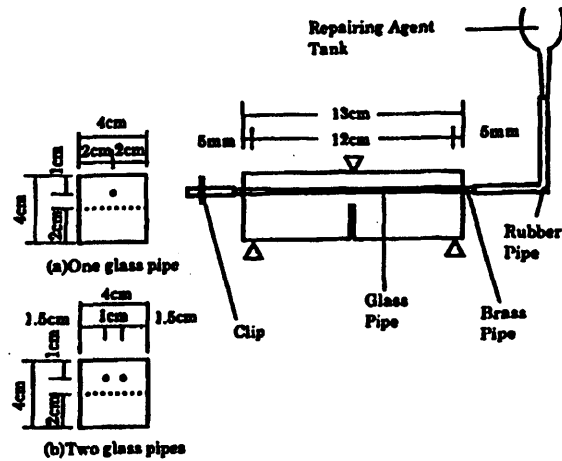 Repairing Agent
Tank
13cm
12cm
5mm
5mm
4cm
2cm
2cm
1cm
4cm
2cm
(a)One glass pipe
Clip
Glass
Pipe
Brass
Pipe
Rubber
Pipe
4cm
1.5cm
1cm
1.5cm
1cm
4cm
2cm
(b)Two glass pipes